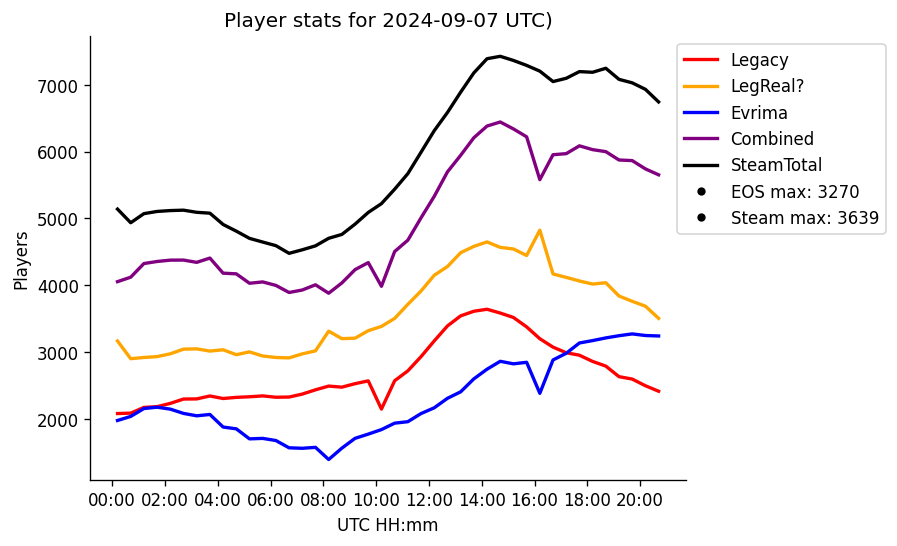 Player stats for 2024-09-07 UTC)
Players
7000
6000
5000
4000
3000
2000
00:00 02:00 04:00 06:00 08:00 10:00 12:00 14:00 16:00 18:00 20:00
UTC HH:mm
Legacy
LegReal?
Evrima
Combined
SteamTotal
EOS max: 3270
Steam max: 3639